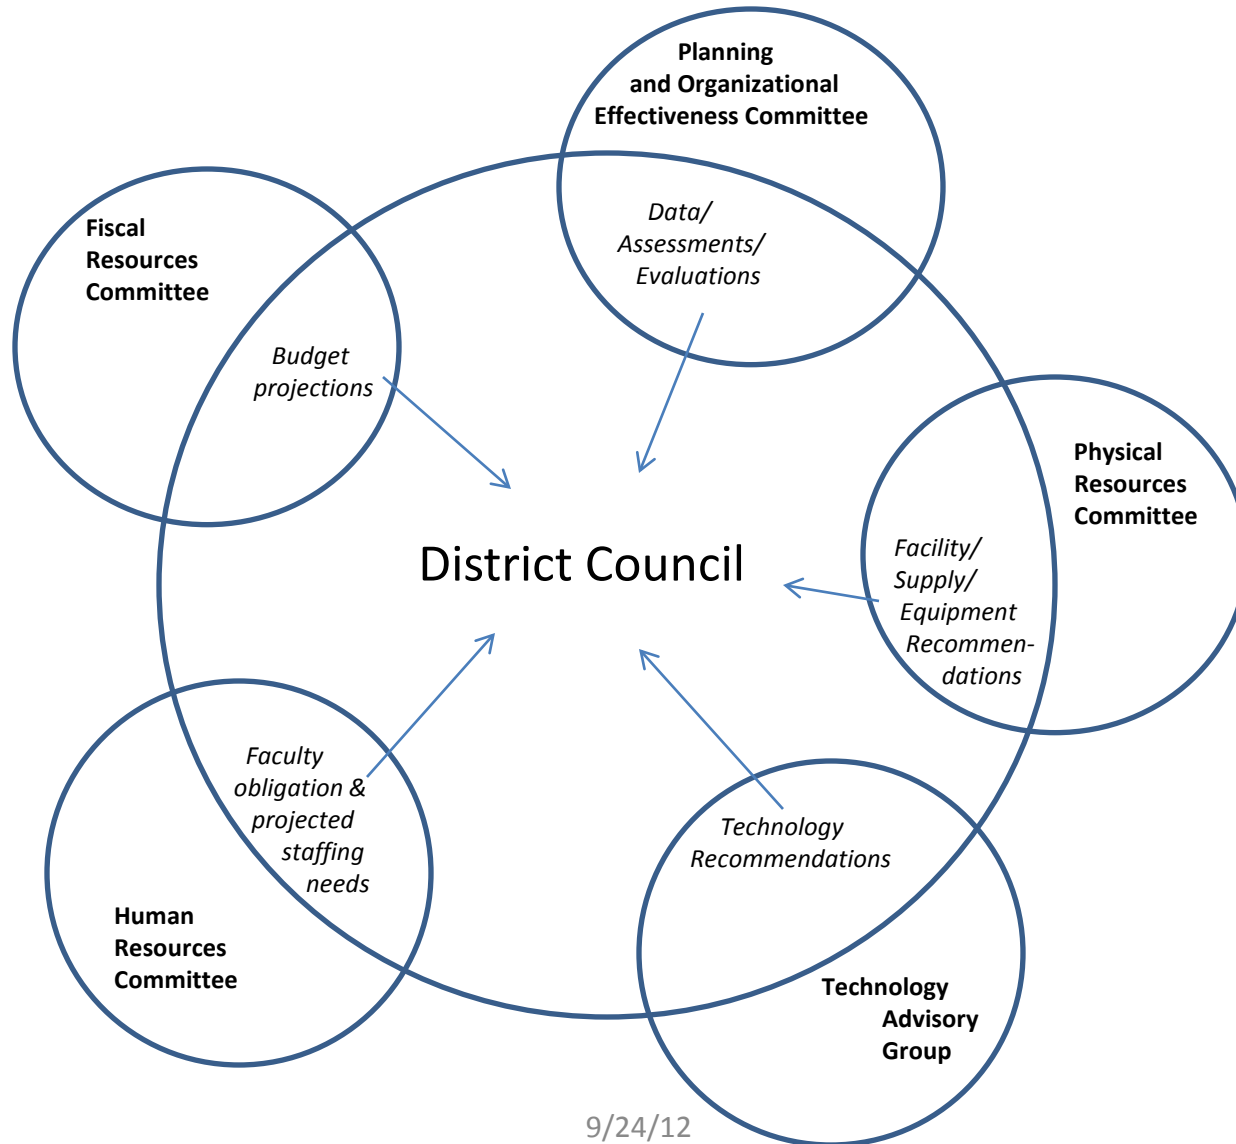 Planning
and Organizational
Effectiveness Committee
Data/
Assessments/
Evaluations
Fiscal
Resources
Committee
Budget
projections
Physical
Resources
Committee
Facility/
Supply/
Equipment
Recommen-
dations
District Council
Faculty
obligation &
projected
staffing
needs
Human
Resources
Committee
Technology
Recommendations
Technology
Advisory
Group
9/24/12